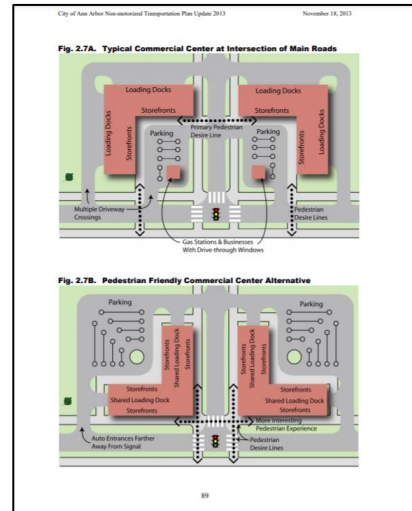 City of Ann Arbor Non-motorized Transportation Plan Update 2013
November 18, 2013
Fig. 2.7A. Typical Commercial Center at Intersection of Main Roads
Loading Docks
Storefronts
Loading Docks
Storefronts
Parking
Primary Pedestrian
Desire Line
Loading Docks
Storefronts
Parking
Storefronts
Loading Docks
Multiple Driveway
Crossings
Pedestrian
Desire Lines
Gas Stations & Businesses
With Drive-through Windows
Fig. 2.7B. Pedestrian Friendly Commercial Center Alternative
Parking
Storefronts
Shared Loading Dock
Storefronts
Storefronts
Shared Loading Dock
Storefronts
Parking
Storefronts
Shared Loading Dock
Storefronts
Storefronts
Shared Loading Dock
Storefronts
More Interesting
Pedestrian Experience
Auto Entrances Farther
Away From Signal
Pedestrian
Desire Lines
89